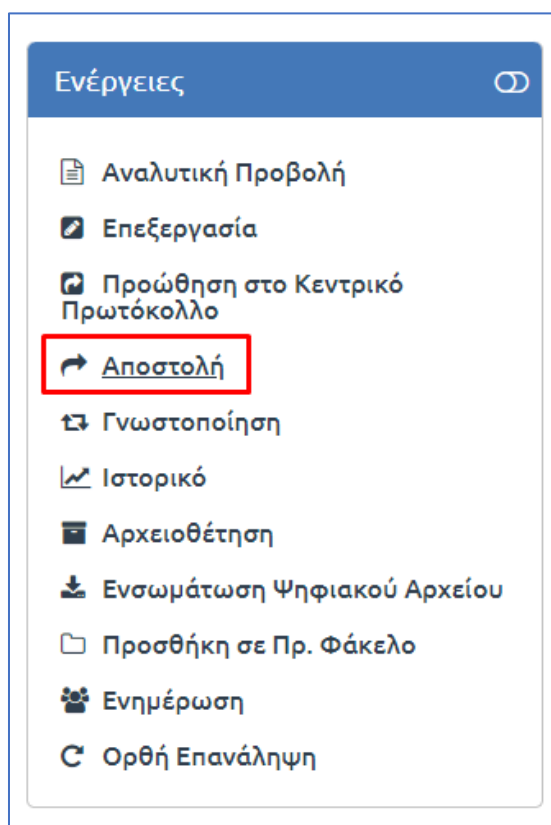 Ενέργειες
Αναλυτική Προβολή
Επεξεργασία
Προώθηση στο Κεντρικό
Πρωτόκολλο
Αποστολή
Γνωστοποίηση
Ιστορικό
Αρχειοθέτηση
Ενσωμάτωση Ψηφιακού Αρχείου
Προσθήκη σε Πρ. Φάκελο
Ενημέρωση
Ορθή Επανάληψη